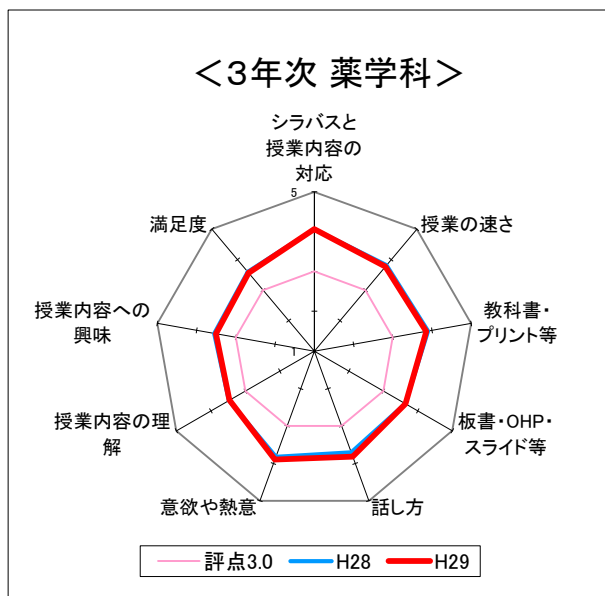 ＜３年次 薬学科＞
シラバスと
授業内容の
対応
5
満足度
授業の速さ
授業内容への
興味
教科書・
プリント等
1
授業内容の理
解
板書・OHP・
スライド等
意欲や熱意
話し方
評点3.0
H28
H29